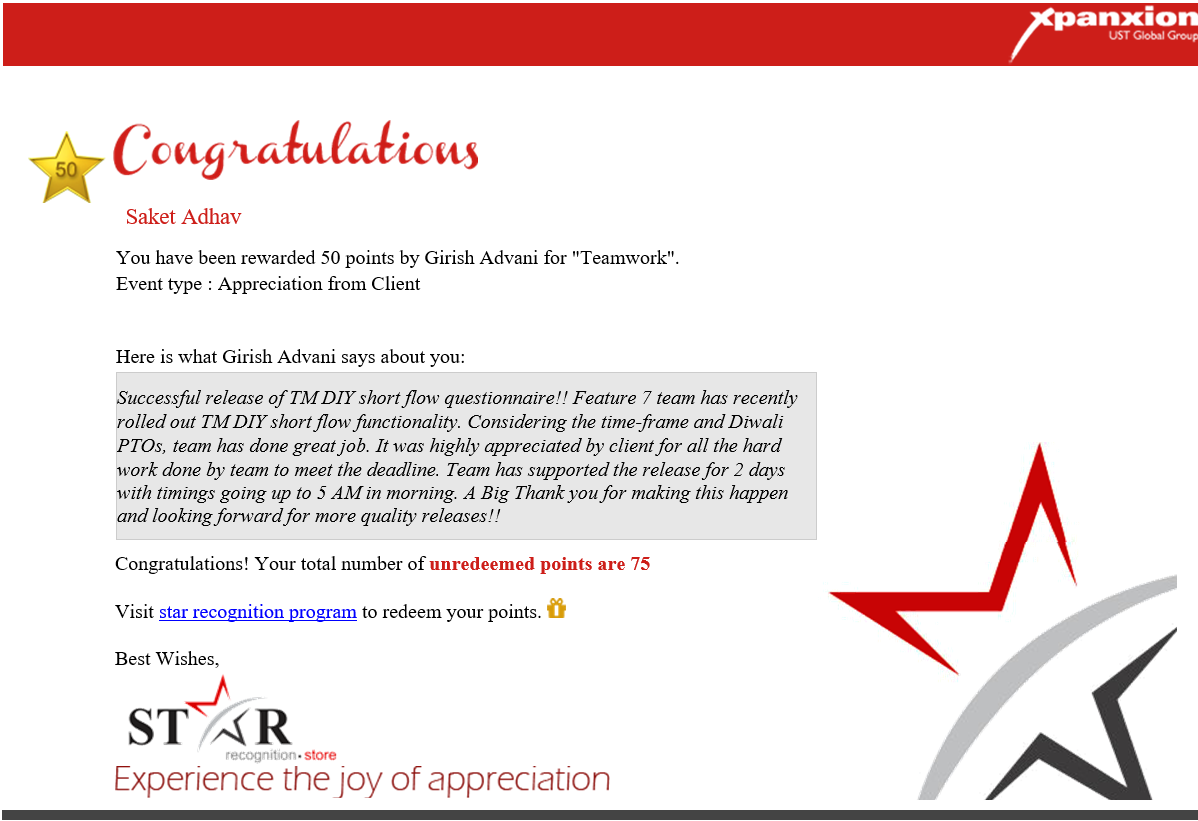 xpanxion
UST Global Group
50
Congratulations
Saket Adhav
You have been rewarded 50 points by Girish Advani for "Teamwork".
Event type : Appreciation from Client
Here is what Girish Advani says about you:
Successful release of TM DIY short flow questionnaire!! Feature 7 team has recently
rolled out TM DIY short flow functionality. Considering the time-frame and Diwali
PTOs, team has done great job. It was highly appreciated by client for all the hard
work done by team to meet the deadline. Team has supported the release for 2 days
with timings going up to 5 AM in morning. A Big Thank you for making this happen
and looking forward for more quality releases!!
Congratulations! Your total number of unredeemed points are 75
Visit star recognition program to redeem your points.
Best Wishes,
STAR
recognition • store
Experience the joy of appreciation